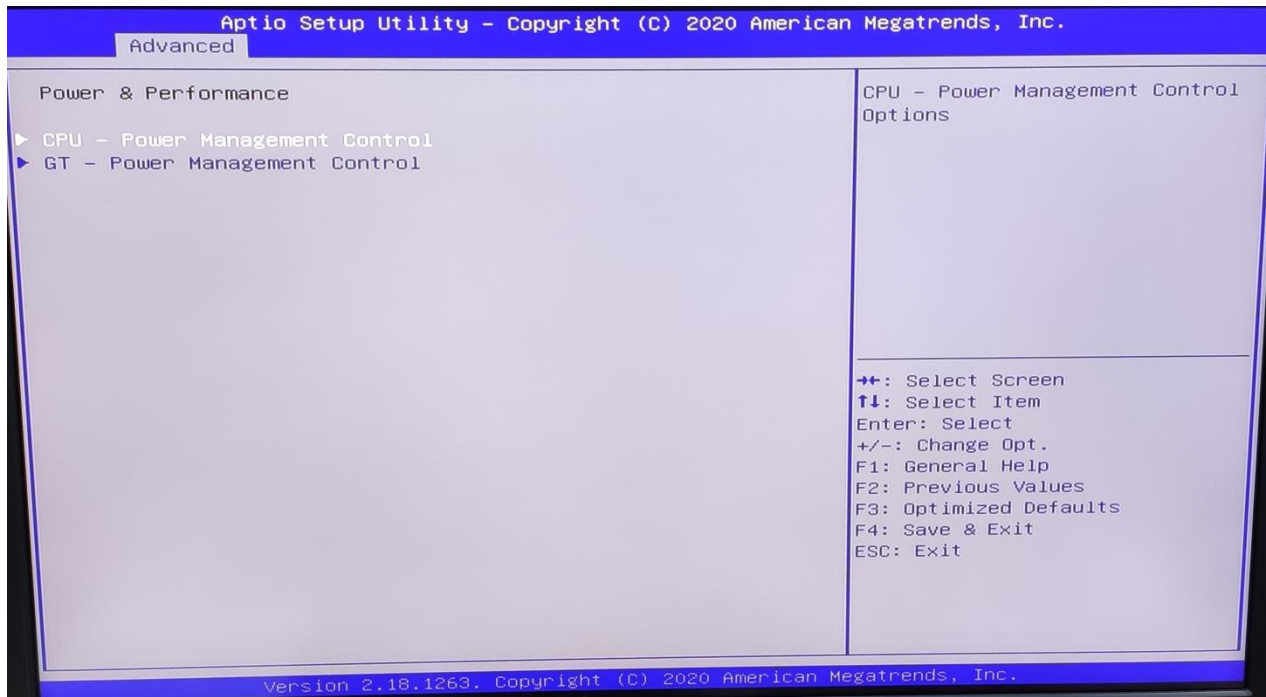 Aptio Setup Utility – Copyright (C) 2020 American Megatrends, Inc.
Advanced
Power & Performance
▶ CPU – Power Management Control
▶ GT – Power Management Control
CPU – Power Management Control
Options
→←: Select Screen
↑↓: Select Item
Enter: Select
+/-: Change Opt.
F1: General Help
F2: Previous Values
F3: Optimized Defaults
F4: Save & Exit
ESC: Exit
Version 2.18.1263. Copyright (C) 2020 American Megatrends, Inc.